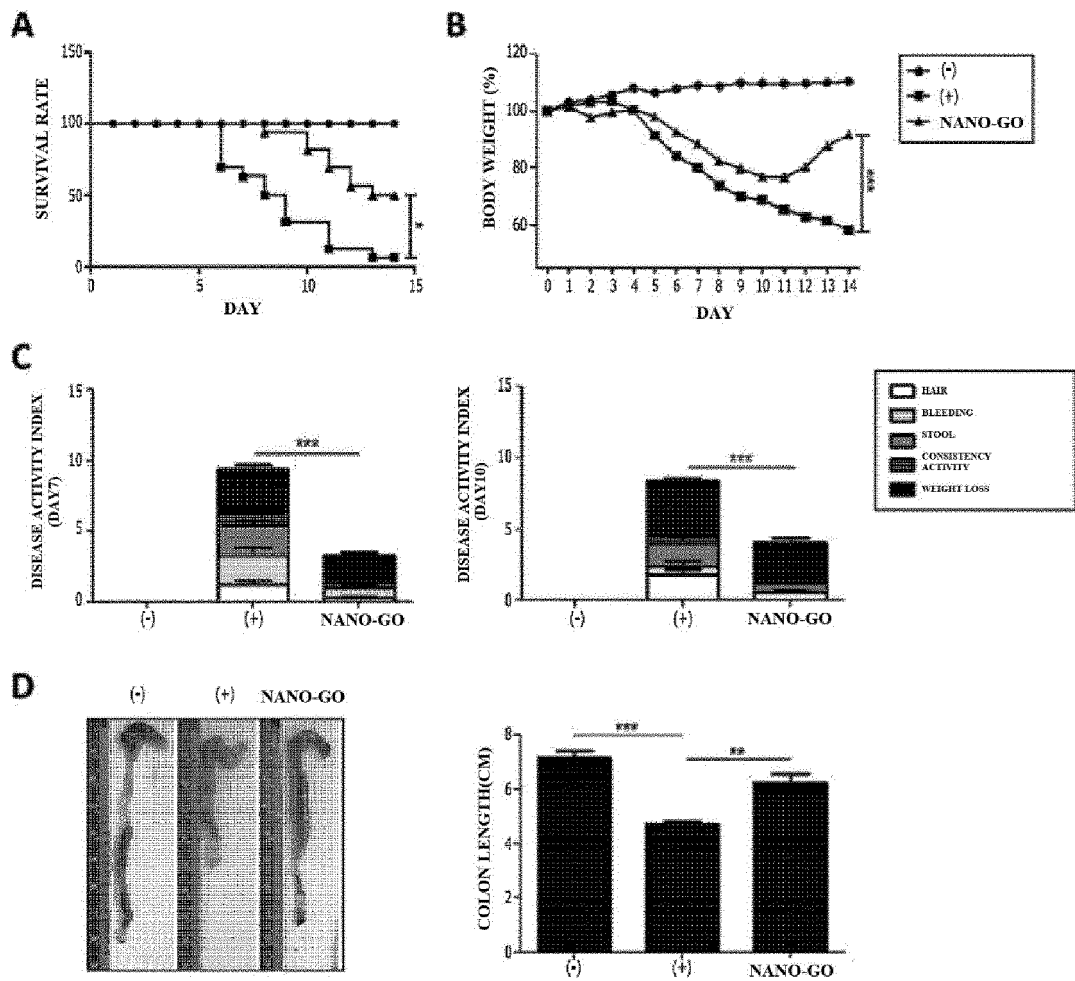 A
B
150
100
50
0
SURVIVAL RATE
0 5 10 15
DAY
*
120
100
80
60
BODY WEIGHT (%)
0 1 2 3 4 5 6 7 8 9 10 11 12 13 14
DAY
***
(-)
(+)
NANO-GO
C
15
10
5
0
DISEASE ACTIVITY INDEX
(DAY7)
***
(-) (+) NANO-GO
15
10
5
0
DISEASE ACTIVITY INDEX
(DAY10)
***
(-) (+) NANO-GO
HAIR
BLEEDING
STOOL
CONSISTENCY
ACTIVITY
WEIGHT LOSS
D
(-) (+) NANO-GO
8
6
4
2
0
COLON LENGTH(CM)
***
**
(-) (+) NANO-GO